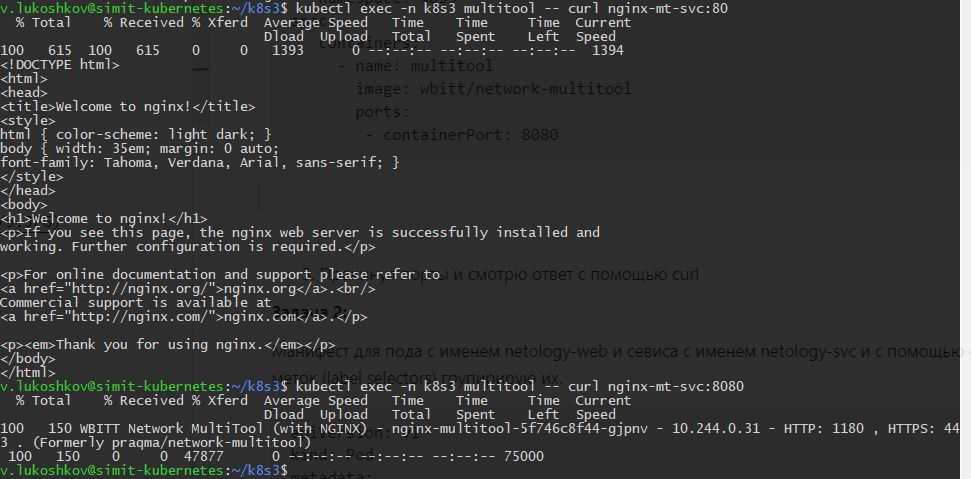 v.lukoshkov@simit-kubernetes:~/k8s3$ kubectl exec -n k8s3 multitool -- curl nginx-mt-svc:80
  % Total    % Received % Xferd  Average Speed   Time    Time     Time  Current
                                 Dload  Upload   Total   Spent    Left  Speed
100   615  100   615    0     0   1393      0 --:--:-- --:--:-- --:--:--  1394
containers:
<!DOCTYPE html>
- name: multitool
<html>
<head>
image: wbitt/network-multitool
<title>Welcome to nginx!</title>
ports:
<style>
html { color-scheme: light dark; }
- containerPort: 8080
body { width: 35em; margin: 0 auto;
font-family: Tahoma, Verdana, Arial, sans-serif; }
</style>
</head>
<body>
<h1>Welcome to nginx!</h1>
<p>If you see this page, the nginx web server is successfully installed and
working. Further configuration is required.</p>
<p>For online documentation and support please refer to
и смотрю ответ с помощью curl
<a href="http://nginx.org/">nginx.org</a>.<br/>
Commercial support is available at
Задача 2:
<a href="http://nginx.com/">nginx.com</a>.</p>
<p><em>Thank you for using nginx.</em></p>
Манифест для пода с именем netology-web и севиса с именем netology-svc и с помощью
</body>
</html>
меток (label selectors) групирирую их.
v.lukoshkov@simit-kubernetes:~/k8s3$ kubectl exec -n k8s3 multitool -- curl nginx-mt-svc:8080
  % Total    % Received % Xferd  Average Speed   Time    Time     Time  Current
                                 Dload  Upload   Total   Spent    Left  Speed
100   150 WBITT Network MultiTool (with NGINX) - nginx-multitool-5f746c8f44-gjpnv - 10.244.0.31 - HTTP: 1180 , HTTPS: 44
3 . (Formerly praqma/network-multitool)
 100   150    0     0  47877      0 --:--:-- --:--:-- --:--:-- 75000
kind: Pod
v.lukoshkov@simit-kubernetes:~/k8s3$
metadata: